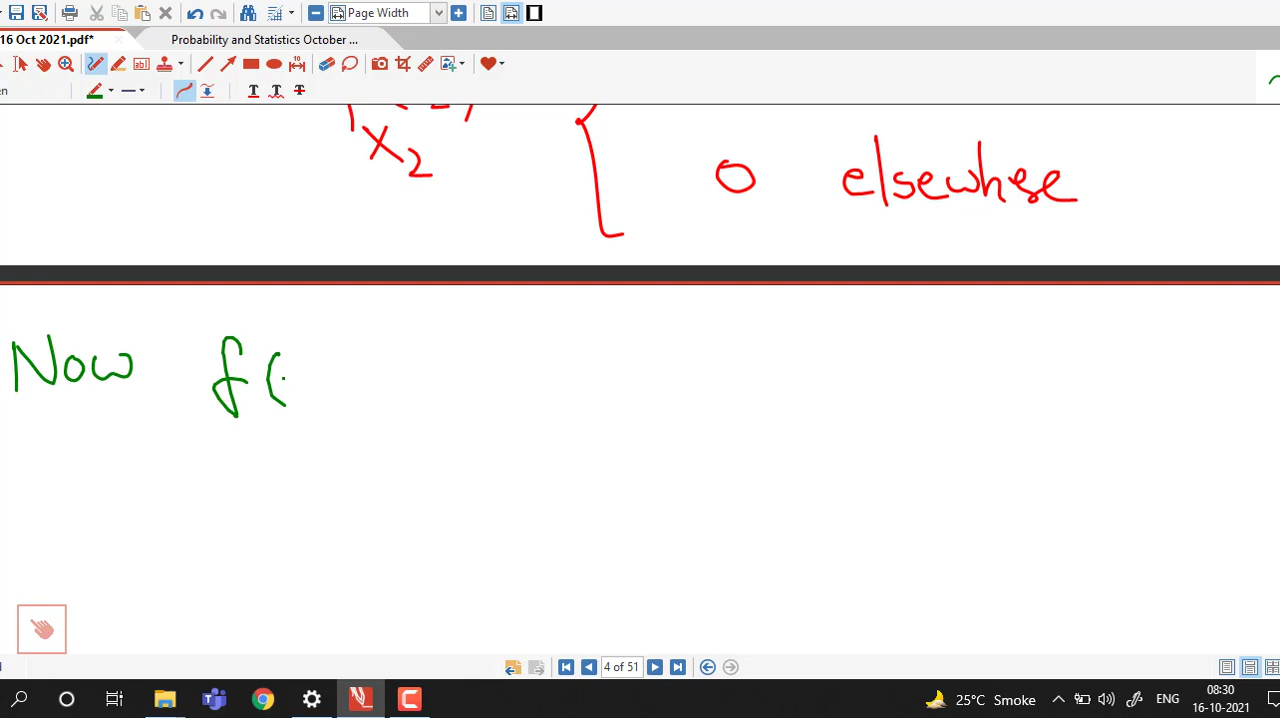 Page Width
16 Oct 2021.pdf*
Probability and Statistics October ...
10
T T T
x2
0 elsewhere
Now f(
4 of 51
25°C Smoke
ENG
08:30
16-10-2021